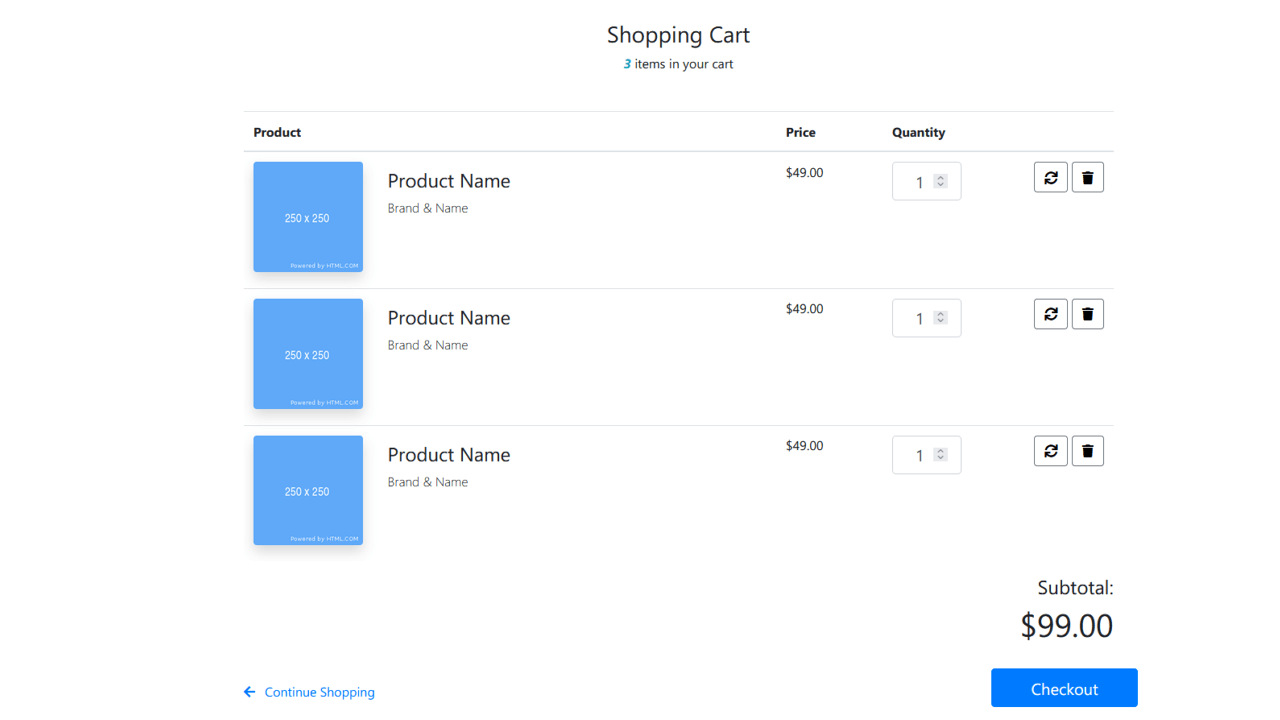 Shopping Cart
3 items in your cart
Product Price Quantity
250 x 250
Powered by HTML.COM
Product Name
Brand & Name
$49.00
1
250 x 250
Powered by HTML.COM
Product Name
Brand & Name
$49.00
1
250 x 250
Powered by HTML.COM
Product Name
Brand & Name
$49.00
1
Subtotal:
$99.00
Continue Shopping
Checkout